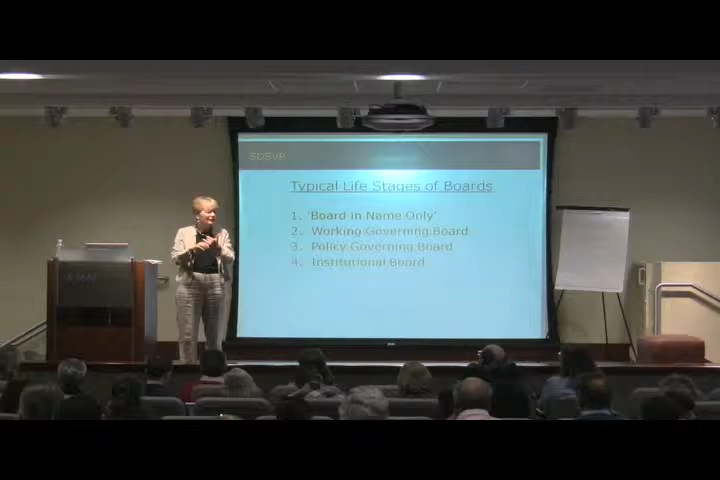 SDSVP
Typical Life Stages of Boards
1. 'Board in Name Only'
2. Working Governing Board
3. Policy Governing Board
4. Institutional Board